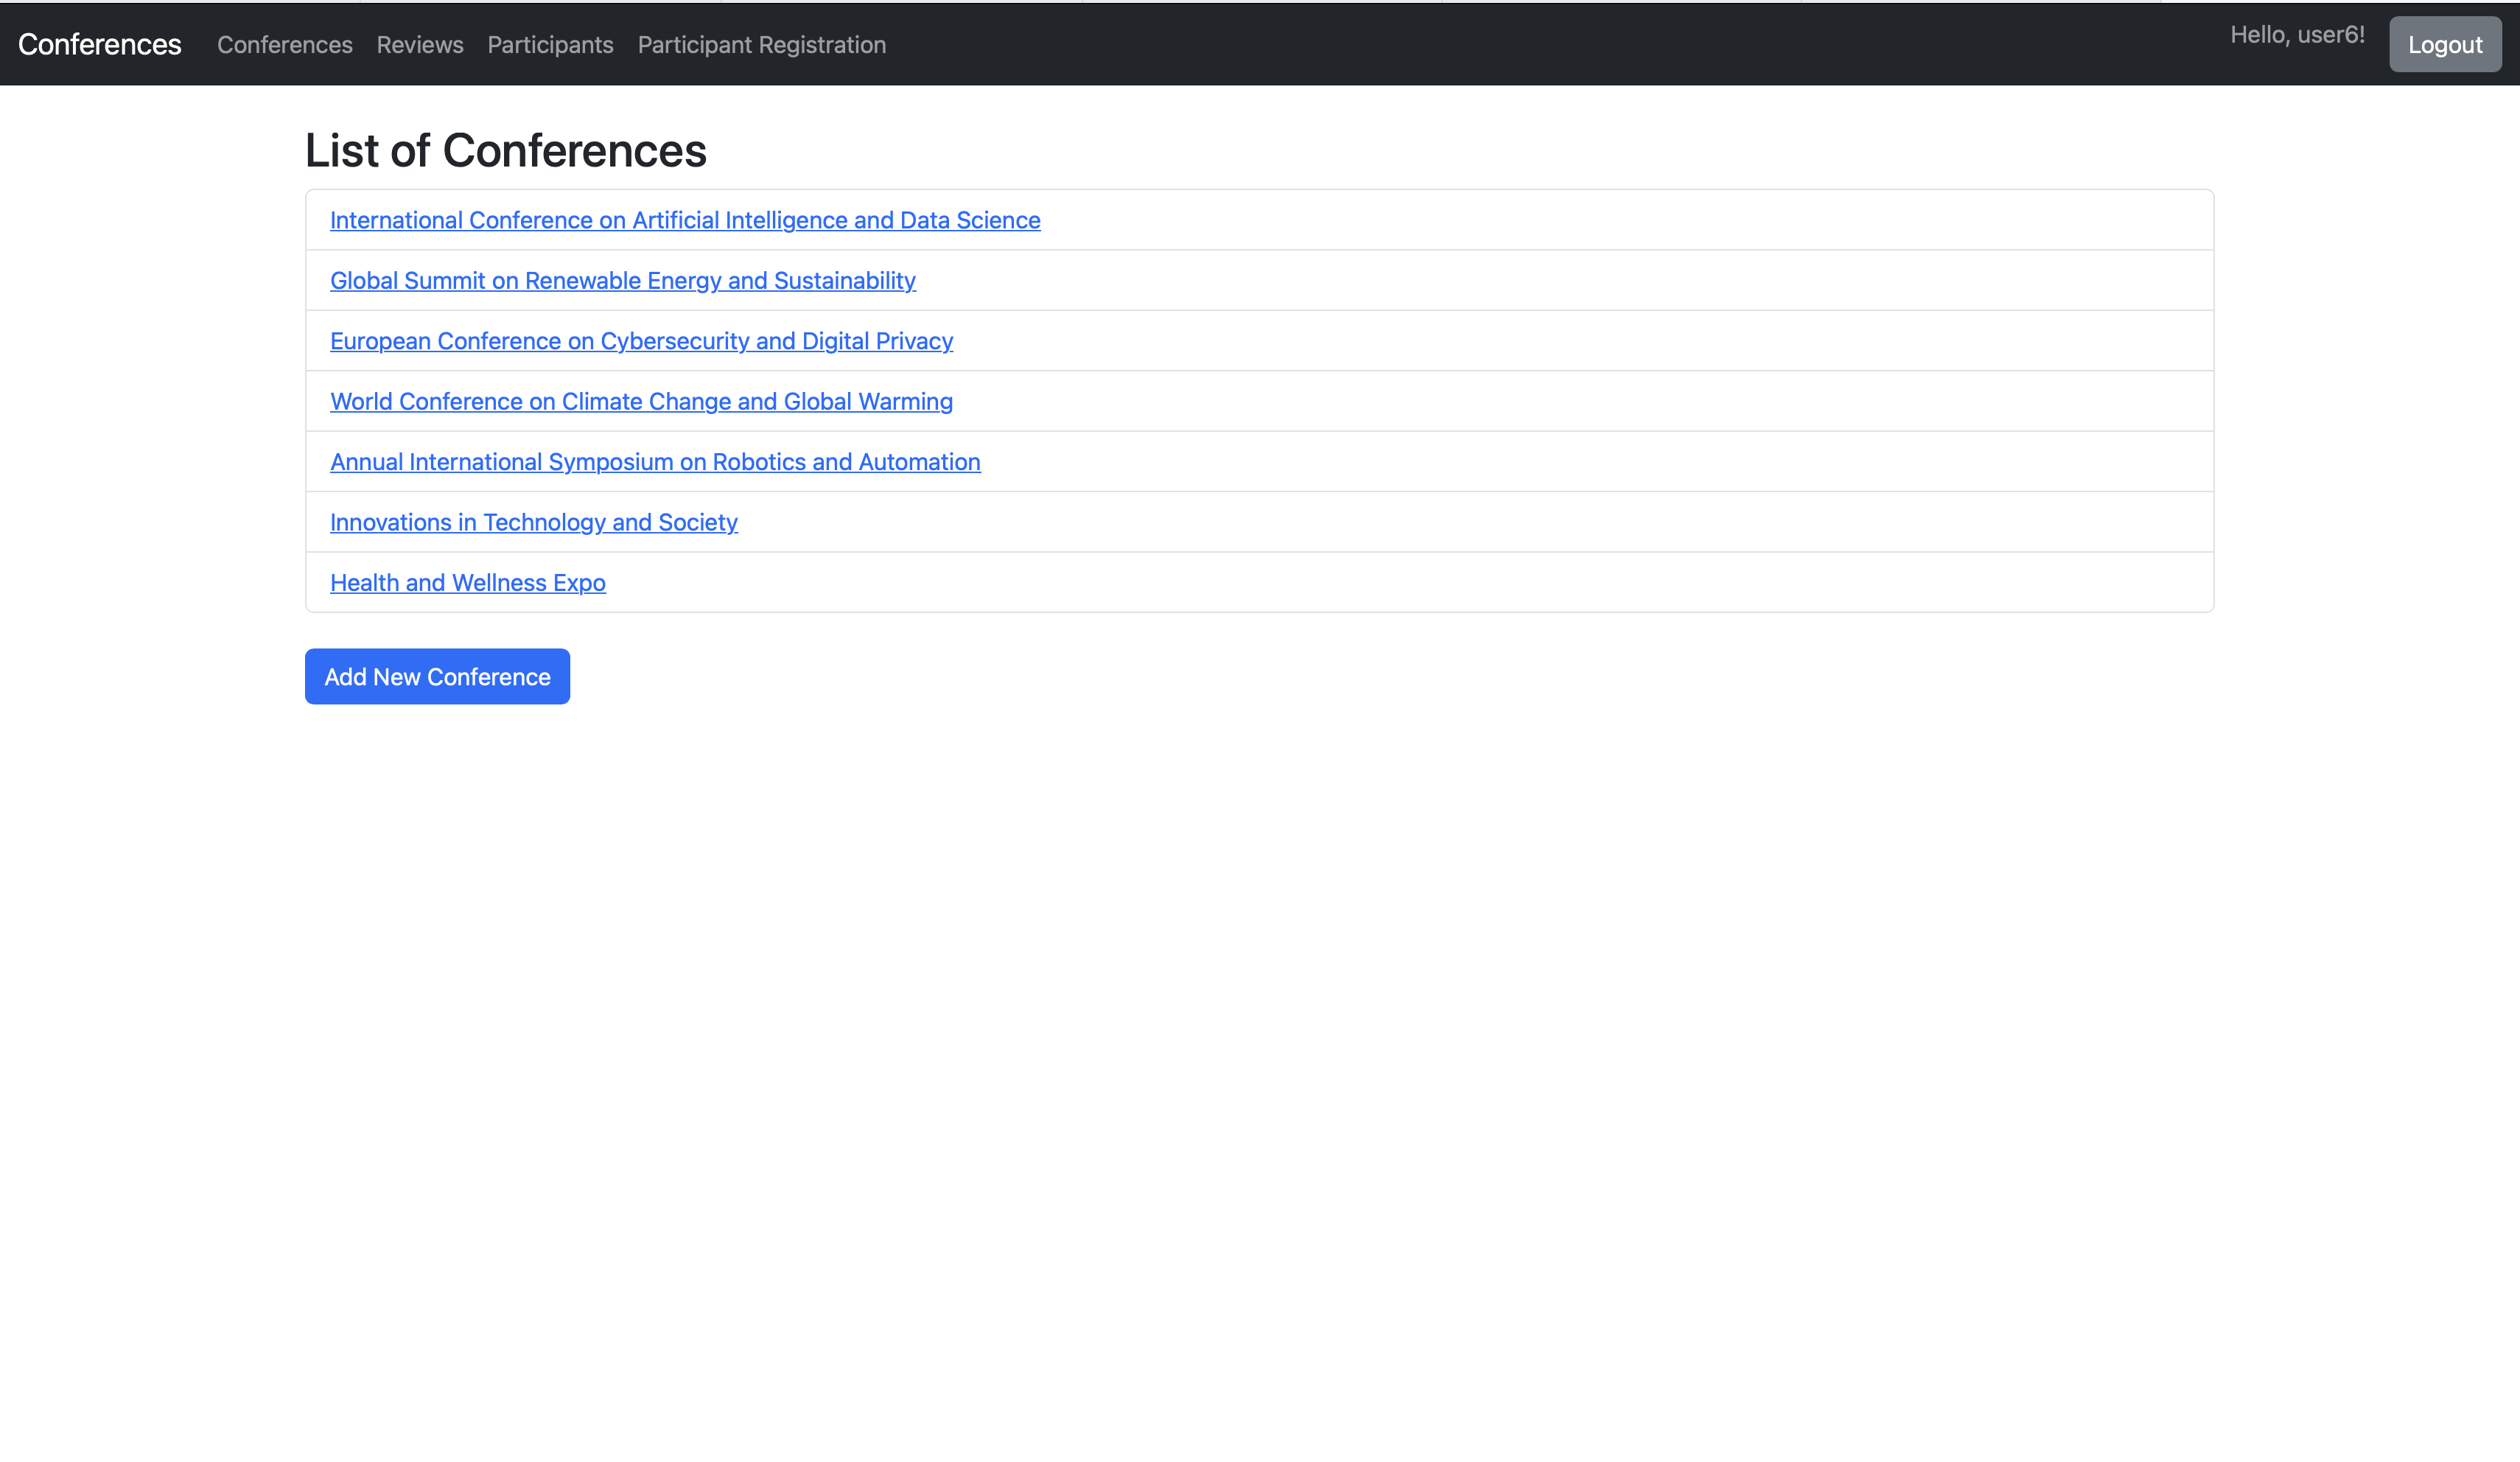 Conferences Conferences Reviews Participants Participant Registration Hello, user6! Logout
List of Conferences
International Conference on Artificial Intelligence and Data Science
Global Summit on Renewable Energy and Sustainability
European Conference on Cybersecurity and Digital Privacy
World Conference on Climate Change and Global Warming
Annual International Symposium on Robotics and Automation
Innovations in Technology and Society
Health and Wellness Expo
Add New Conference